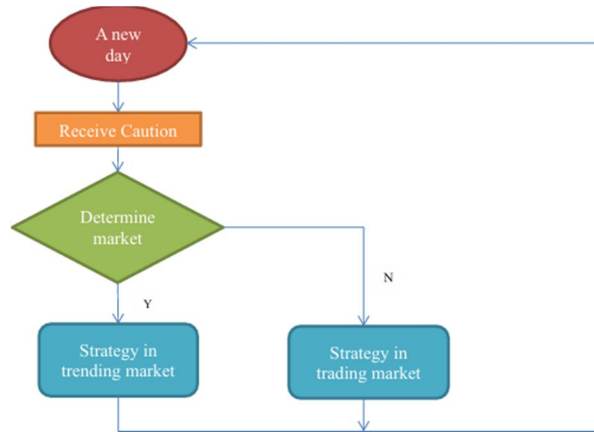 A new
day
Receive Caution
Determine
market
N
Y
Strategy in
trending market
Strategy in
trading market